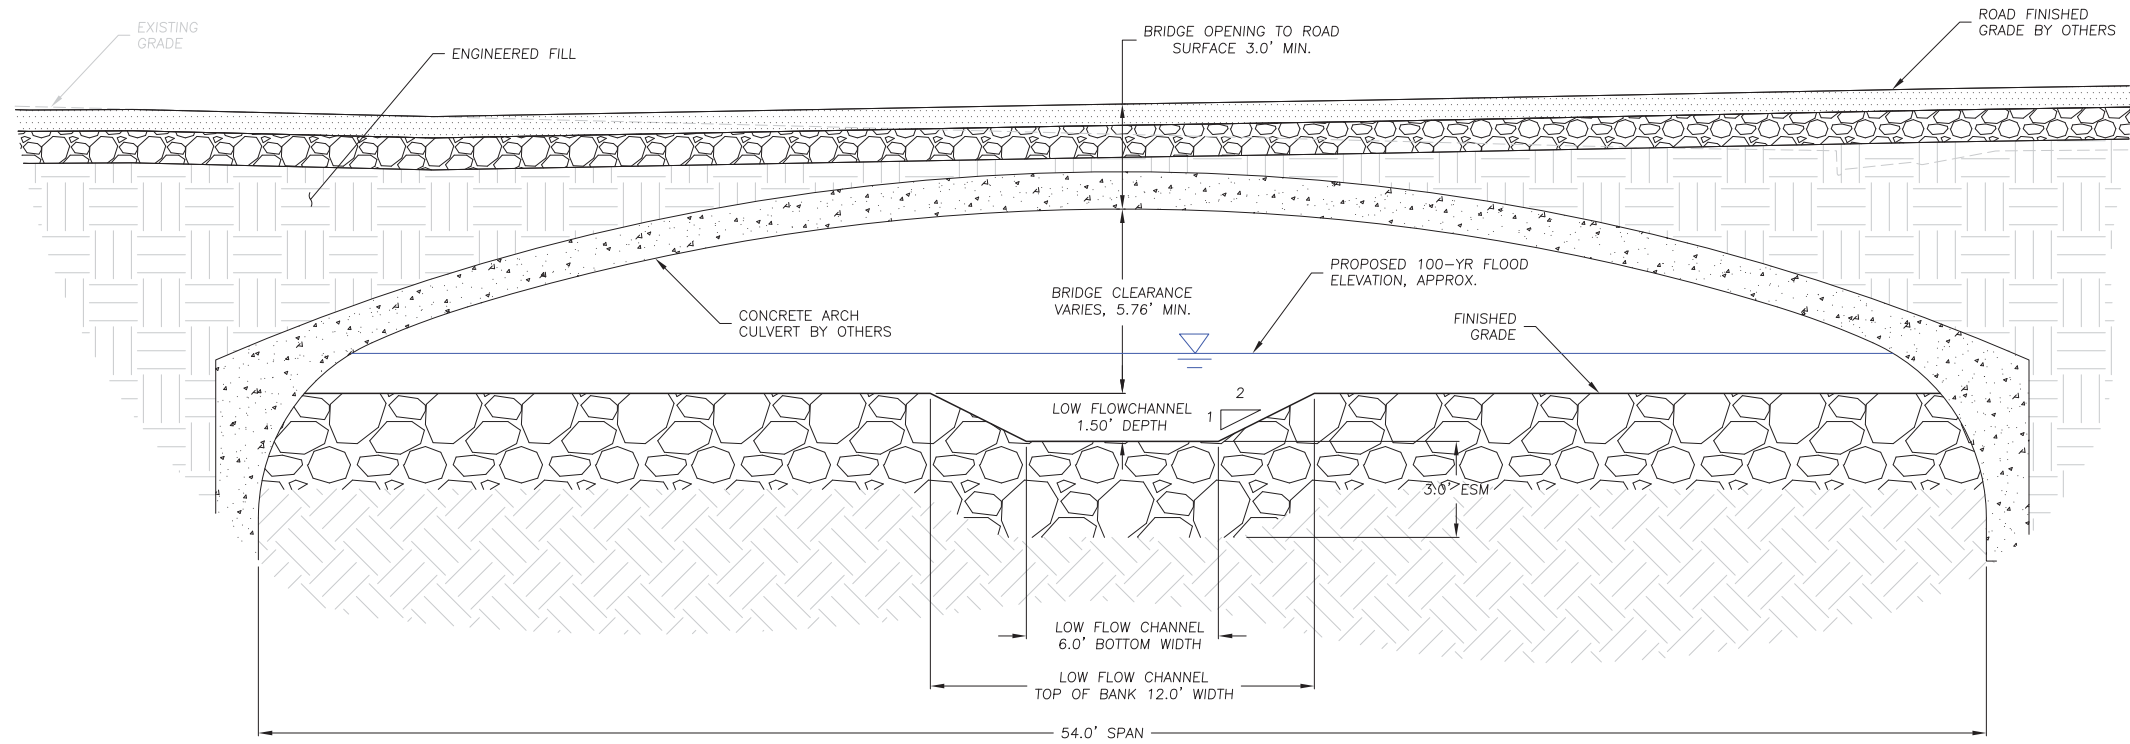 EXISTING
GRADE
ENGINEERED FILL
BRIDGE OPENING TO ROAD
SURFACE 3.0' MIN.
ROAD FINISHED
GRADE BY OTHERS
PROPOSED 100-YR FLOOD
ELEVATION, APPROX.
BRIDGE CLEARANCE
VARIES, 5.76' MIN.
CONCRETE ARCH
CULVERT BY OTHERS
FINISHED
GRADE
2
1
LOW FLOWCHANNEL
1.50' DEPTH
3.0' ESM
LOW FLOW CHANNEL
6.0' BOTTOM WIDTH
LOW FLOW CHANNEL
TOP OF BANK 12.0' WIDTH
54.0' SPAN